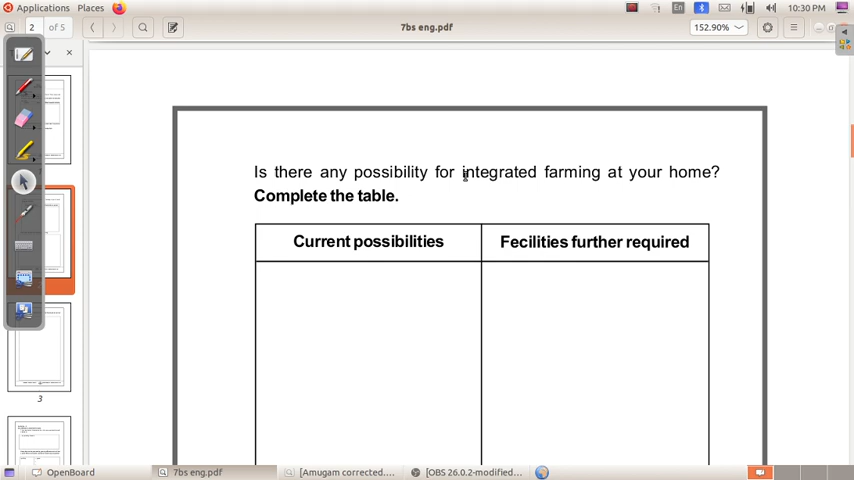 Applications Places En 10:30 PM
2 of 5 7bs eng.pdf 152.90%
Is there any possibility for integrated farming at your home?
Complete the table.
Current possibilities Fecilities further required
3
OpenBoard 7bs eng.pdf [Amugam corrected.... [OBS 26.0.2-modified...